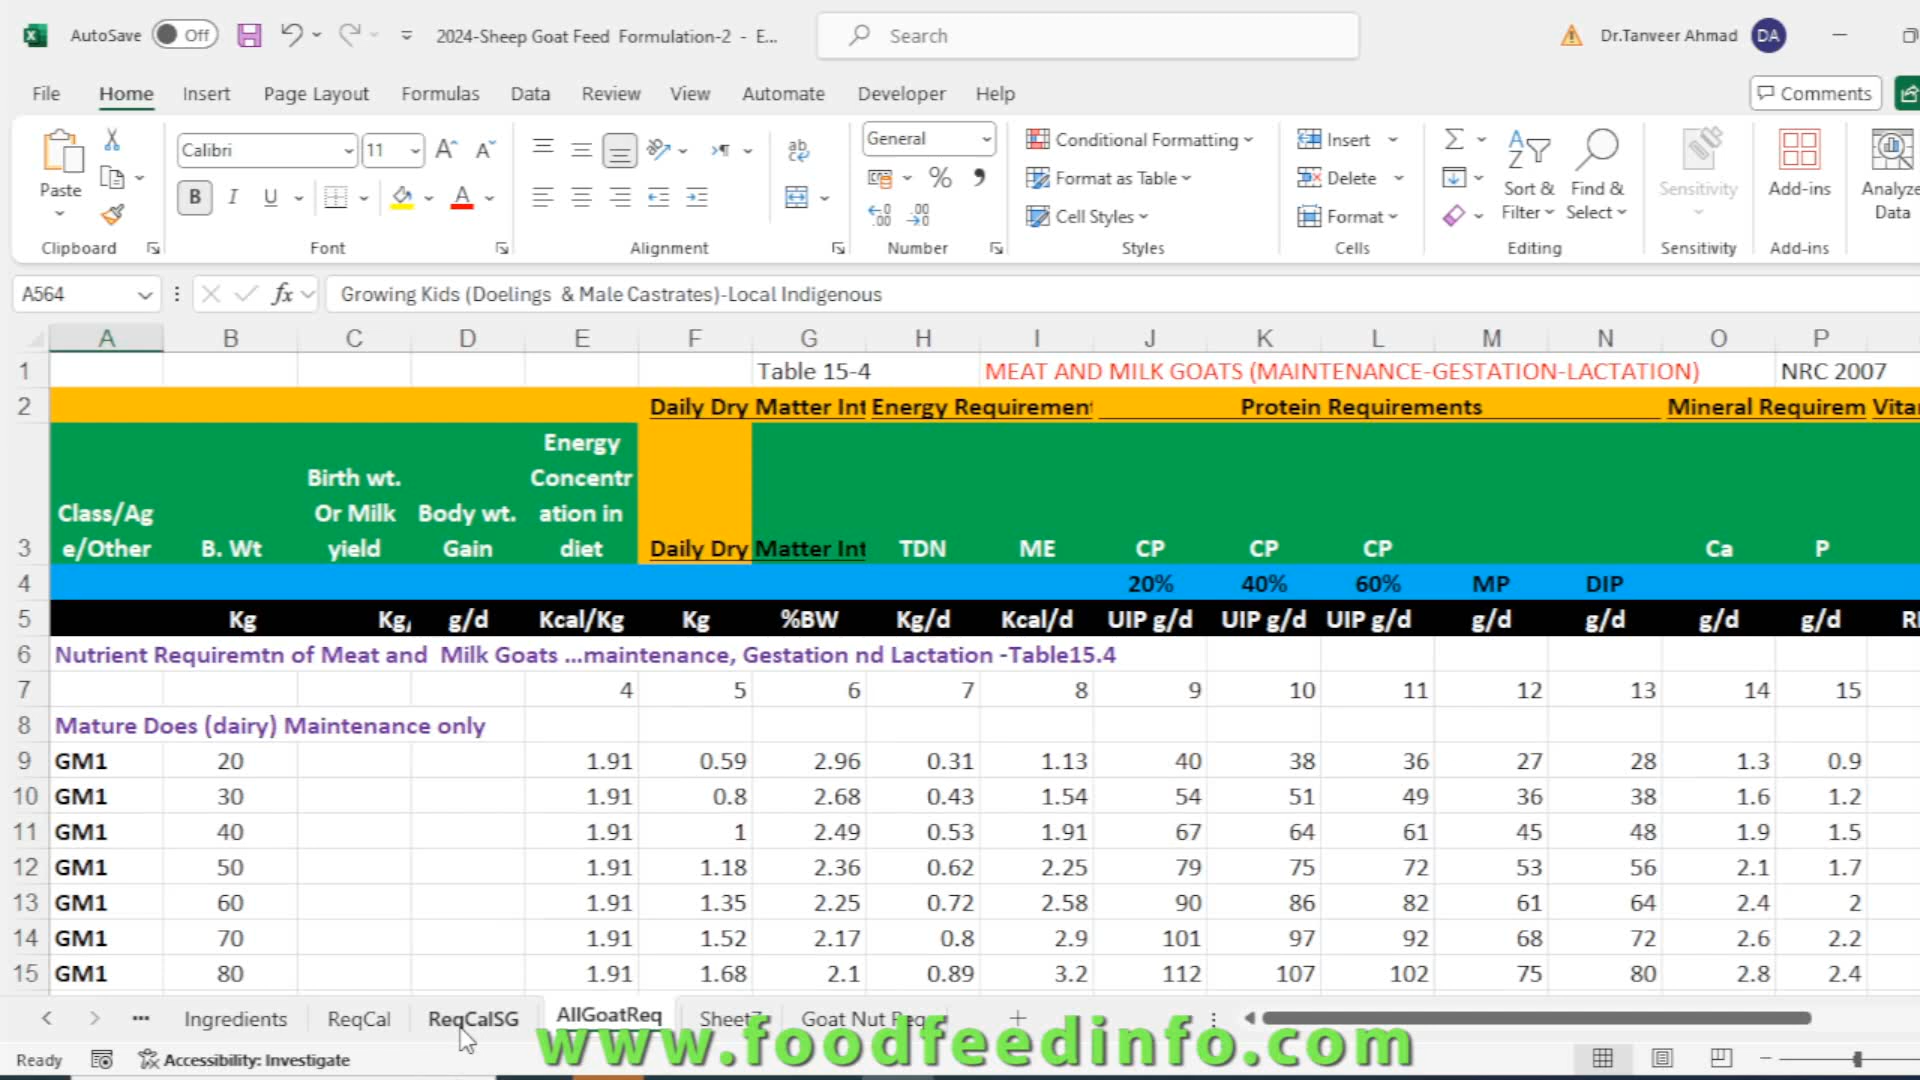 AutoSave Off 2024-Sheep Goat Feed Formulation-2 - E... Search Dr.Tanveer Ahmad DA
File Home Insert Page Layout Formulas Data Review View Automate Developer Help Comments
Calibri 11 General Conditional Formatting Insert
Paste B I U Format as Table Delete Sort & Filter Find & Select Sensitivity Add-ins Analyze Data
Cell Styles Format
Clipboard Font Alignment Number Styles Cells Editing Sensitivity Add-ins
A564 fx Growing Kids (Doelings & Male Castrates)-Local Indigenous
A B C D E F G H I J K L M N O P
1 Table 15-4 MEAT AND MILK GOATS (MAINTENANCE-GESTATION-LACTATION) NRC 2007
2 Daily Dry Matter Int Energy Requirement Protein Requirements Mineral Requirem Vita
3 Class/Age/Other B. Wt Birth wt. Or Milk yield Body wt. Gain Energy Concentration in diet Daily Dry Matter Int TDN ME CP CP CP Ca P
4 20% 40% 60% MP DIP
5 Kg Kg/ g/d Kcal/Kg Kg %BW Kg/d Kcal/d UIP g/d UIP g/d UIP g/d g/d g/d g/d g/d
6 Nutrient Requiremtn of Meat and Milk Goats ...maintenance, Gestation nd Lactation -Table15.4
7 4 5 6 7 8 9 10 11 12 13 14 15
8 Mature Does (dairy) Maintenance only
9 GM1 20 1.91 0.59 2.96 0.31 1.13 40 38 36 27 28 1.3 0.9
10 GM1 30 1.91 0.8 2.68 0.43 1.54 54 51 49 36 38 1.6 1.2
11 GM1 40 1.91 1 2.49 0.53 1.91 67 64 61 45 48 1.9 1.5
12 GM1 50 1.91 1.18 2.36 0.62 2.25 79 75 72 53 56 2.1 1.7
13 GM1 60 1.91 1.35 2.25 0.72 2.58 90 86 82 61 64 2.4 2
14 GM1 70 1.91 1.52 2.17 0.8 2.9 101 97 92 68 72 2.6 2.2
15 GM1 80 1.91 1.68 2.1 0.89 3.2 112 107 102 75 80 2.8 2.4
Ingredients ReqCal ReqCalSG AllGoatReq Goat Nut
www.foodfeedinfo.com
Ready Accessibility: Investigate